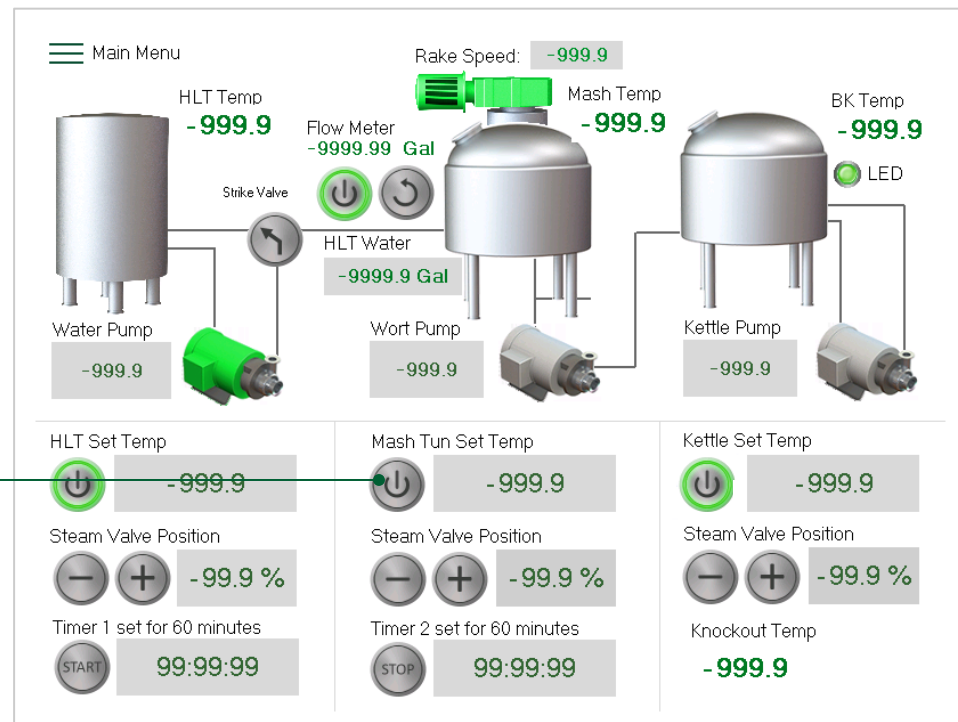 Main Menu
Rake Speed: -999.9
HLT Temp
-999.9
Mash Temp
-999.9
BK Temp
-999.9
Flow Meter
-9999.99 Gal
LED
Strike Valve
HLT Water
-9999.9 Gal
Water Pump
-999.9
Wort Pump
-999.9
Kettle Pump
-999.9
HLT Set Temp
-999.9
Steam Valve Position
-99.9 %
Timer 1 set for 60 minutes
START
99:99:99
Mash Tun Set Temp
-999.9
Steam Valve Position
-99.9 %
Timer 2 set for 60 minutes
STOP
99:99:99
Kettle Set Temp
-999.9
Steam Valve Position
-99.9 %
Knockout Temp
-999.9